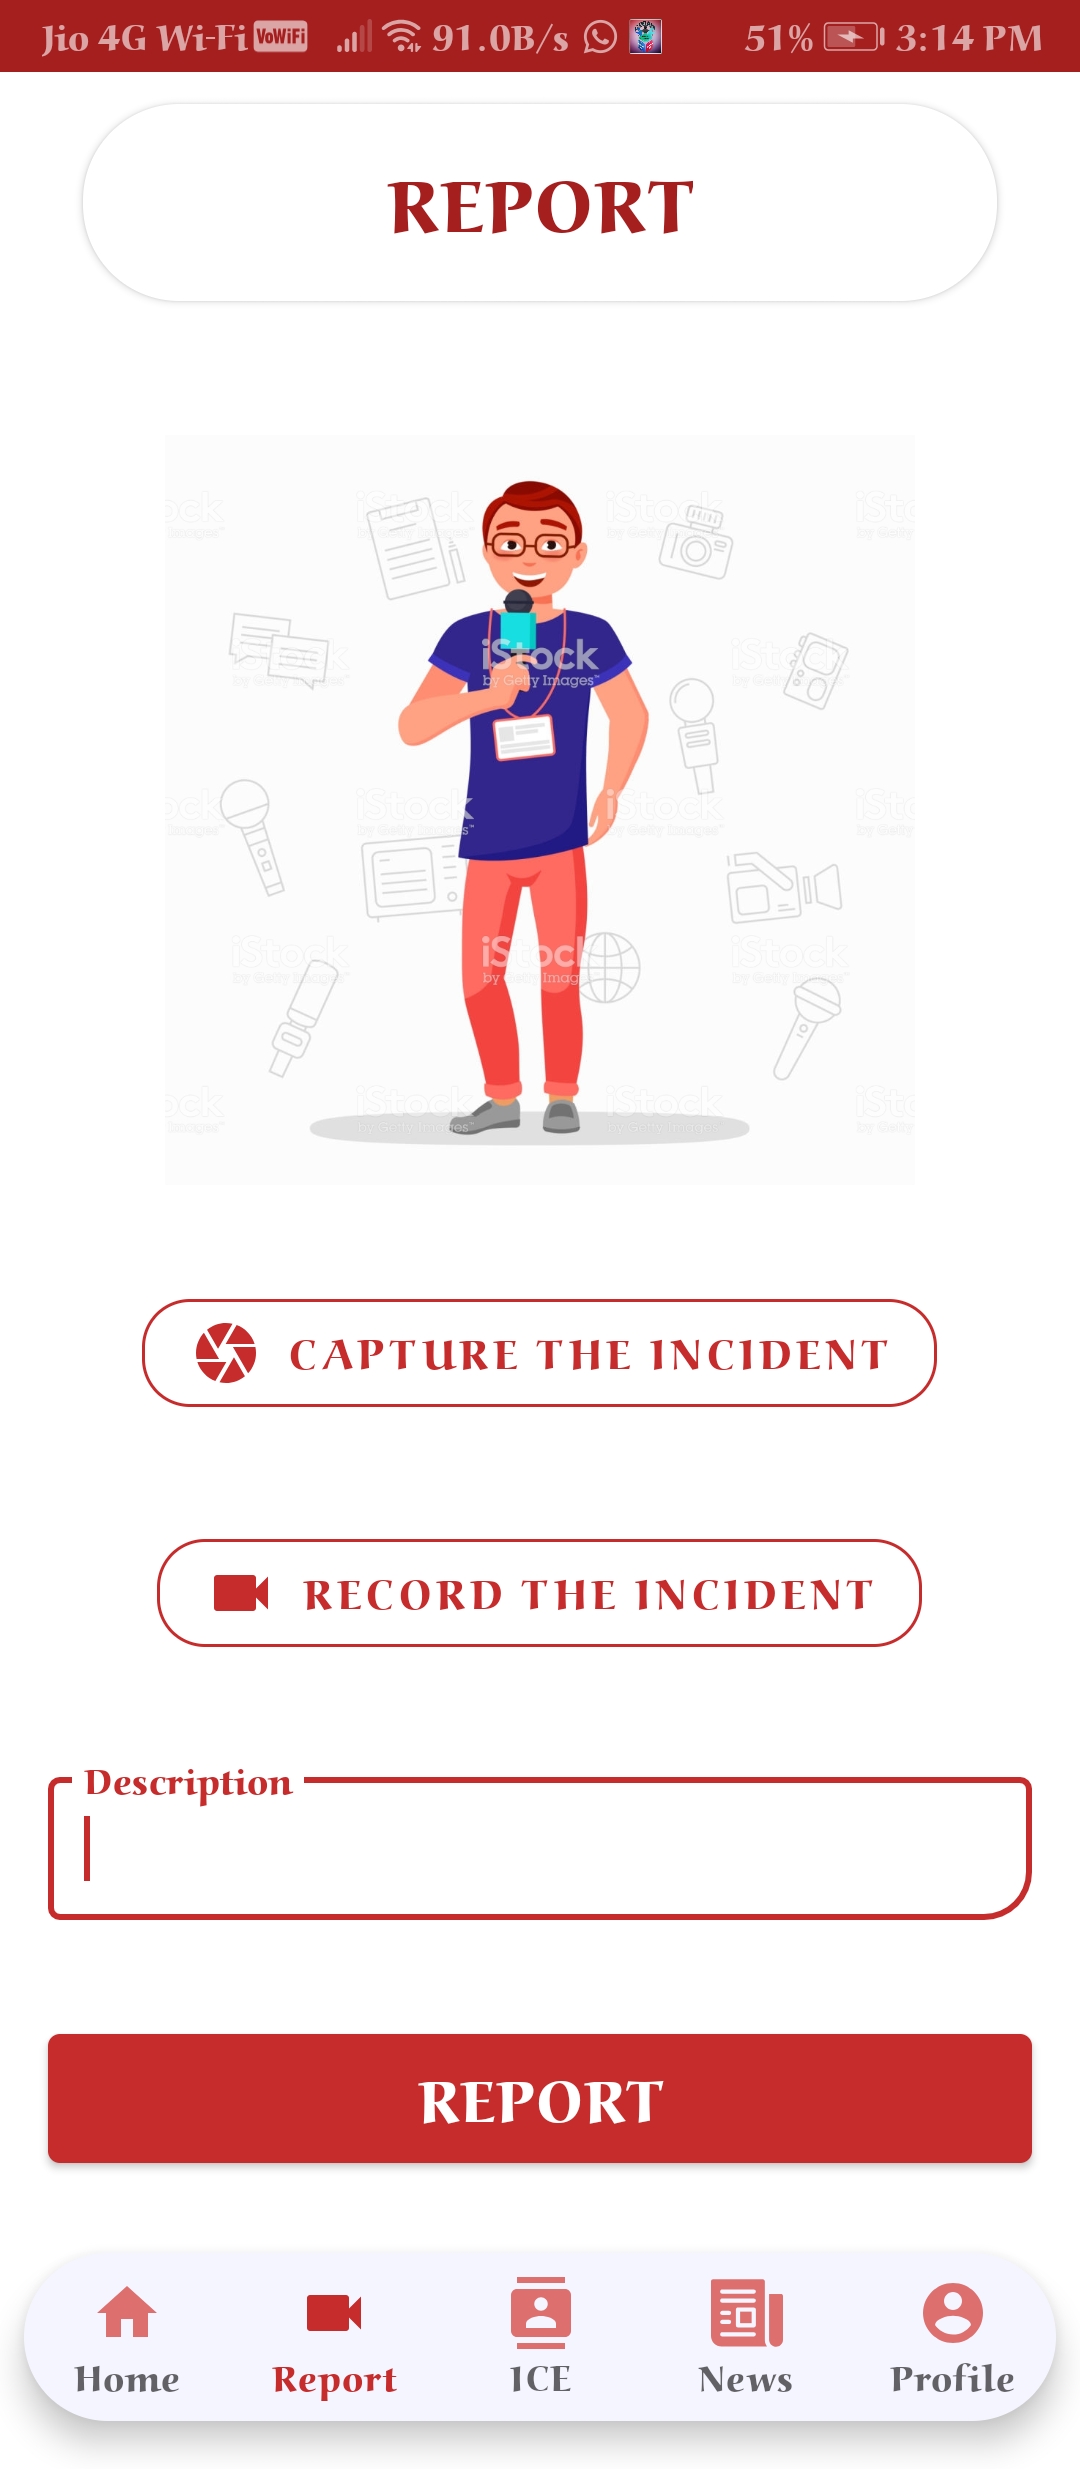 Jio 4G Wi-Fi VoWiFi 91.0B/s 51% 3:14 PM
REPORT
iStock
by Getty Images™
CAPTURE THE INCIDENT
RECORD THE INCIDENT
Description
REPORT
Home Report ICE News Profile